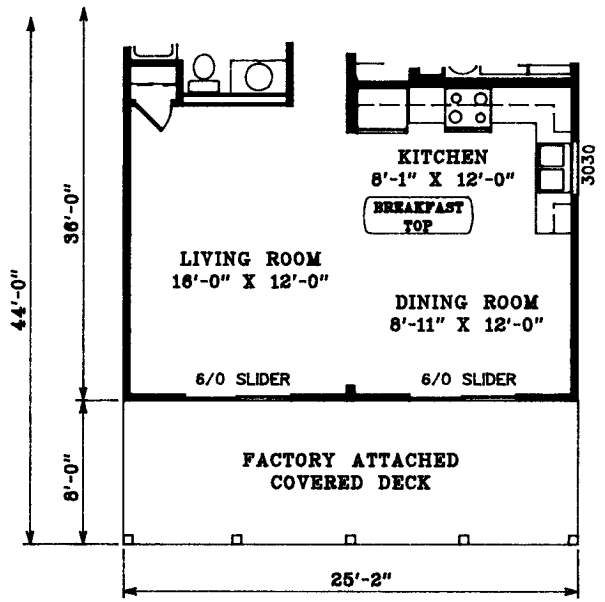 KITCHEN
8'-1" X 12'-0"
3030
BREAKFAST
TOP
36'-0"
LIVING ROOM
16'-0" X 12'-0"
44'-0"
DINING ROOM
8'-11" X 12'-0"
6/0 SLIDER
6/0 SLIDER
8'-0"
FACTORY ATTACHED
COVERED DECK
25'-2"